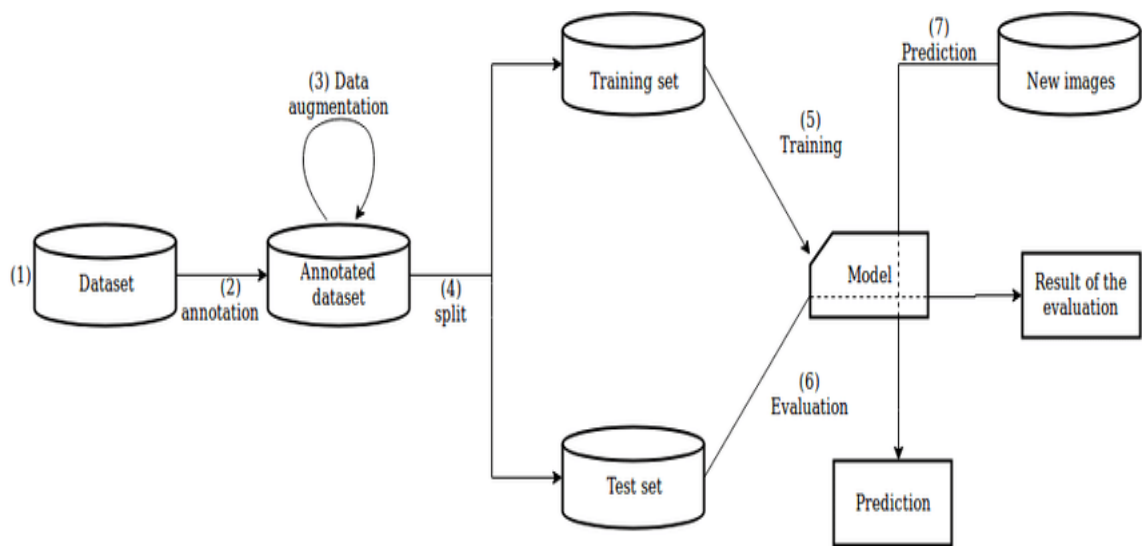 (1)
Dataset
(2)
annotation
(3) Data
augmentation
Annotated
dataset
(4)
split
Training set
Test set
(5)
Training
(6)
Evaluation
Model
(7)
Prediction
New images
Result of the
evaluation
Prediction